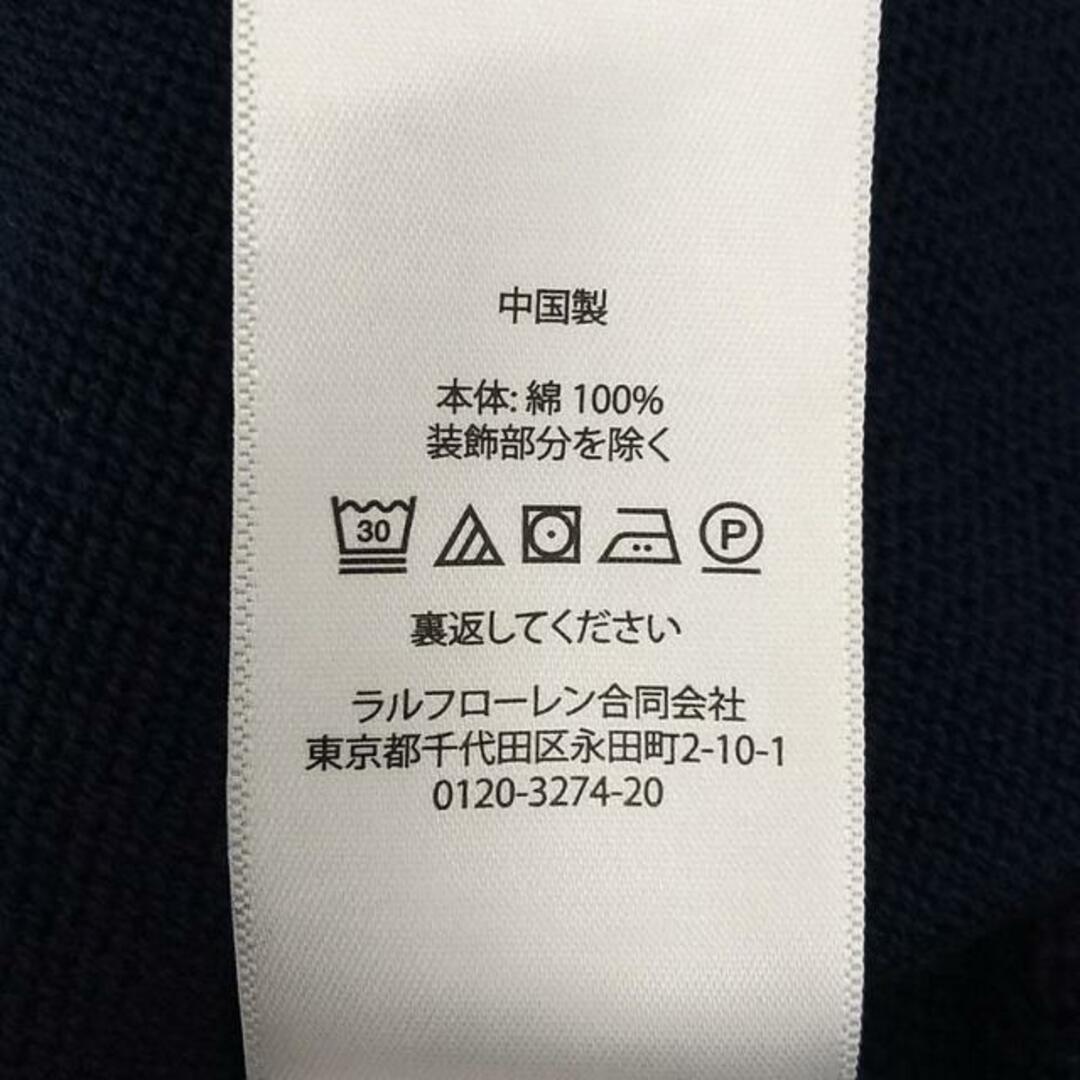 中国製
本体: 綿 100%
装飾部分を除く
30 P
裏返してください
ラルフローレン合同会社
東京都千代田区永田町2-10-1
0120-3274-20